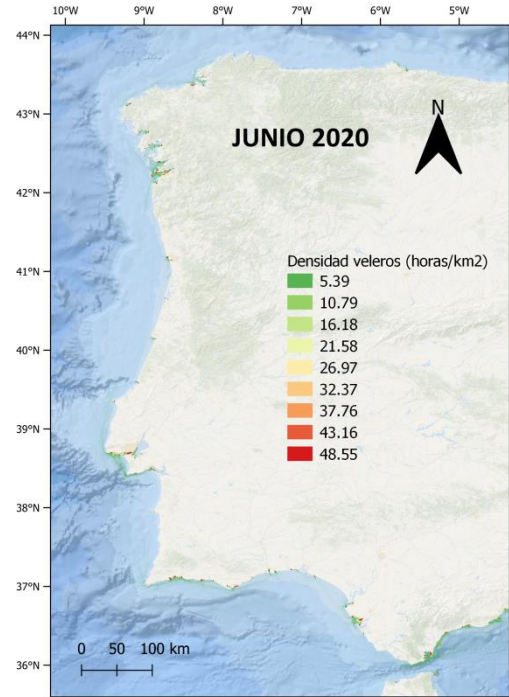 10°W 9°W 8°W 7°W 6°W 5°W
44°N
43°N
JUNIO 2020
N
42°N
41°N
Densidad veleros (horas/km2)
5.39
10.79
16.18
21.58
26.97
32.37
37.76
43.16
48.55
40°N
39°N
38°N
37°N
36°N
0 50 100 km